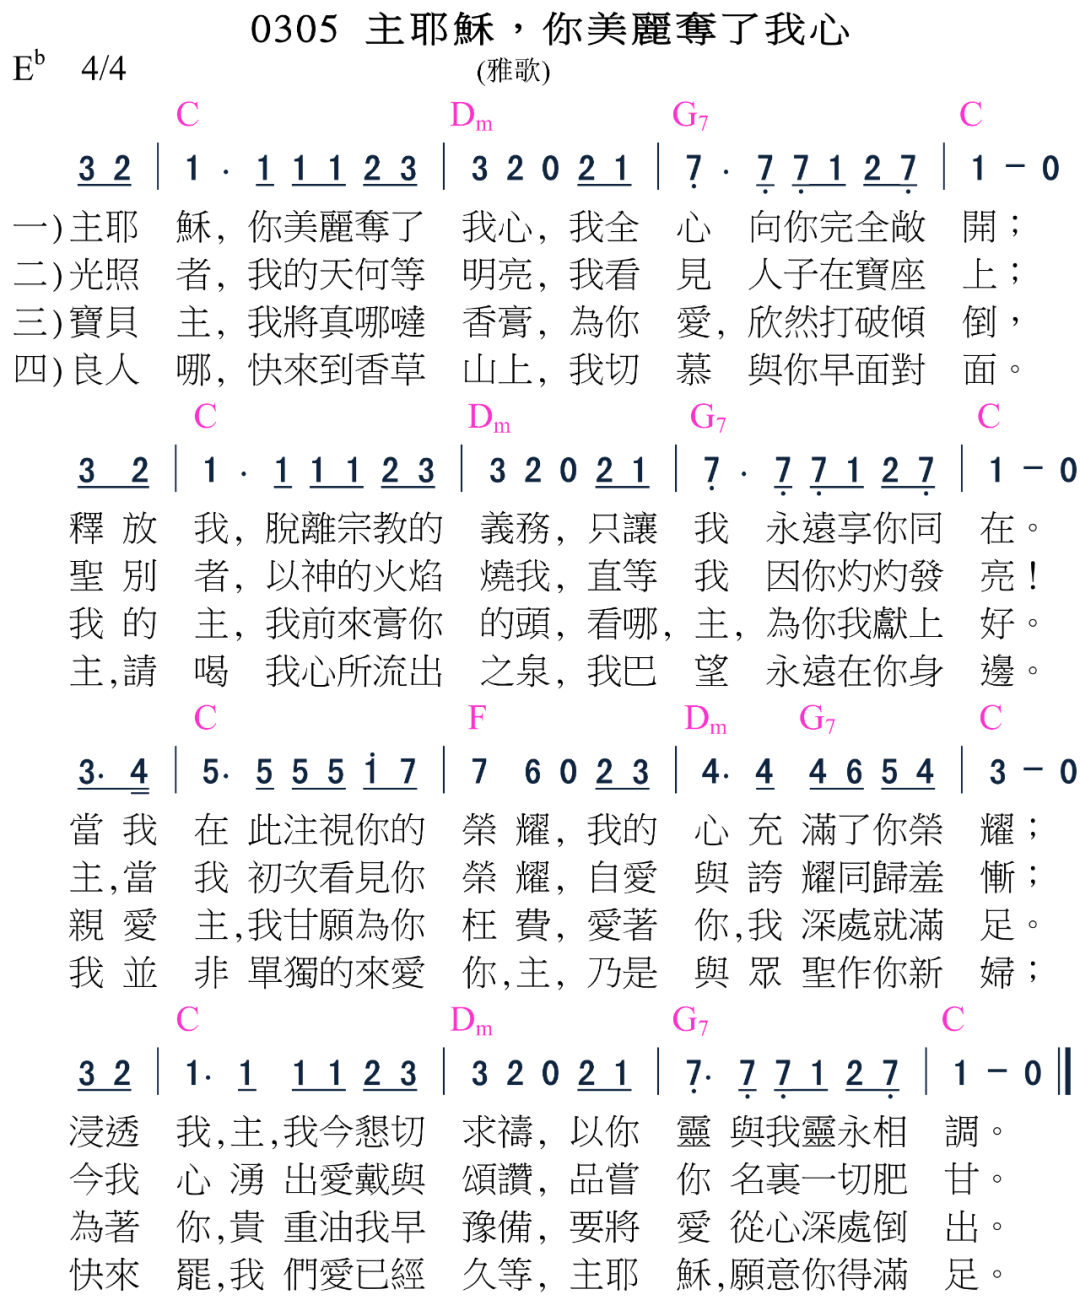 0305 主耶穌，你美麗奪了我心
E♭ 4/4 (雅歌)
C Dm G7 C
3 2 | 1 . 1 1 1 2 3 | 3 2 0 2 1 | 7̣ . 7̣ 7̣ 1 2 7̣ | 1 － 0
一)主耶 穌, 你美麗奪了 我心, 我全 心 向你完全敞 開；
二)光照 者, 我的天何等 明亮, 我看 見 人子在寶座 上；
三)寶貝 主, 我將真哪噠 香膏, 為你 愛, 欣然打破傾 倒，
四)良人 哪, 快來到香草 山上, 我切 慕 與你早面對 面。
C Dm G7 C
3 2 | 1 . 1 1 1 2 3 | 3 2 0 2 1 | 7̣ . 7̣ 7̣ 1 2 7̣ | 1 － 0
釋 放 我, 脫離宗教的 義務, 只讓 我 永遠享你同 在。
聖 別 者, 以神的火焰 燒我, 直等 我 因你灼灼發 亮！
我 的 主, 我前來膏你 的頭, 看哪, 主, 為你我獻上 好。
主,請 喝 我心所流出 之泉, 我巴 望 永遠在你身 邊。
C F Dm G7 C
3. 4 | 5. 5 5 5 1̇ 7 | 7 6 0 2 3 | 4. 4 4 6 5 4 | 3 － 0
當 我 在 此注視你的 榮 耀, 我的 心 充 滿了你榮 耀；
主,當 我 初次看見你 榮 耀, 自愛 與 誇 耀同歸羞 慚；
親 愛 主,我甘願為你 枉 費, 愛著 你,我 深處就滿 足。
我 並 非 單獨的來愛 你,主, 乃是 與 眾 聖作你新 婦；
C Dm G7 C
3 2 | 1. 1 1 1 2 3 | 3 2 0 2 1 | 7̣. 7̣ 7̣ 1 2 7̣ | 1 － 0
浸透 我,主,我今懇切 求禱, 以你 靈 與我靈永相 調。
今我 心 湧 出愛戴與 頌讚, 品嘗 你 名裏一切肥 甘。
為著 你,貴 重油我早 豫備, 要將 愛 從心深處倒 出。
快來 罷,我 們愛已經 久等, 主耶 穌,願意你得滿 足。